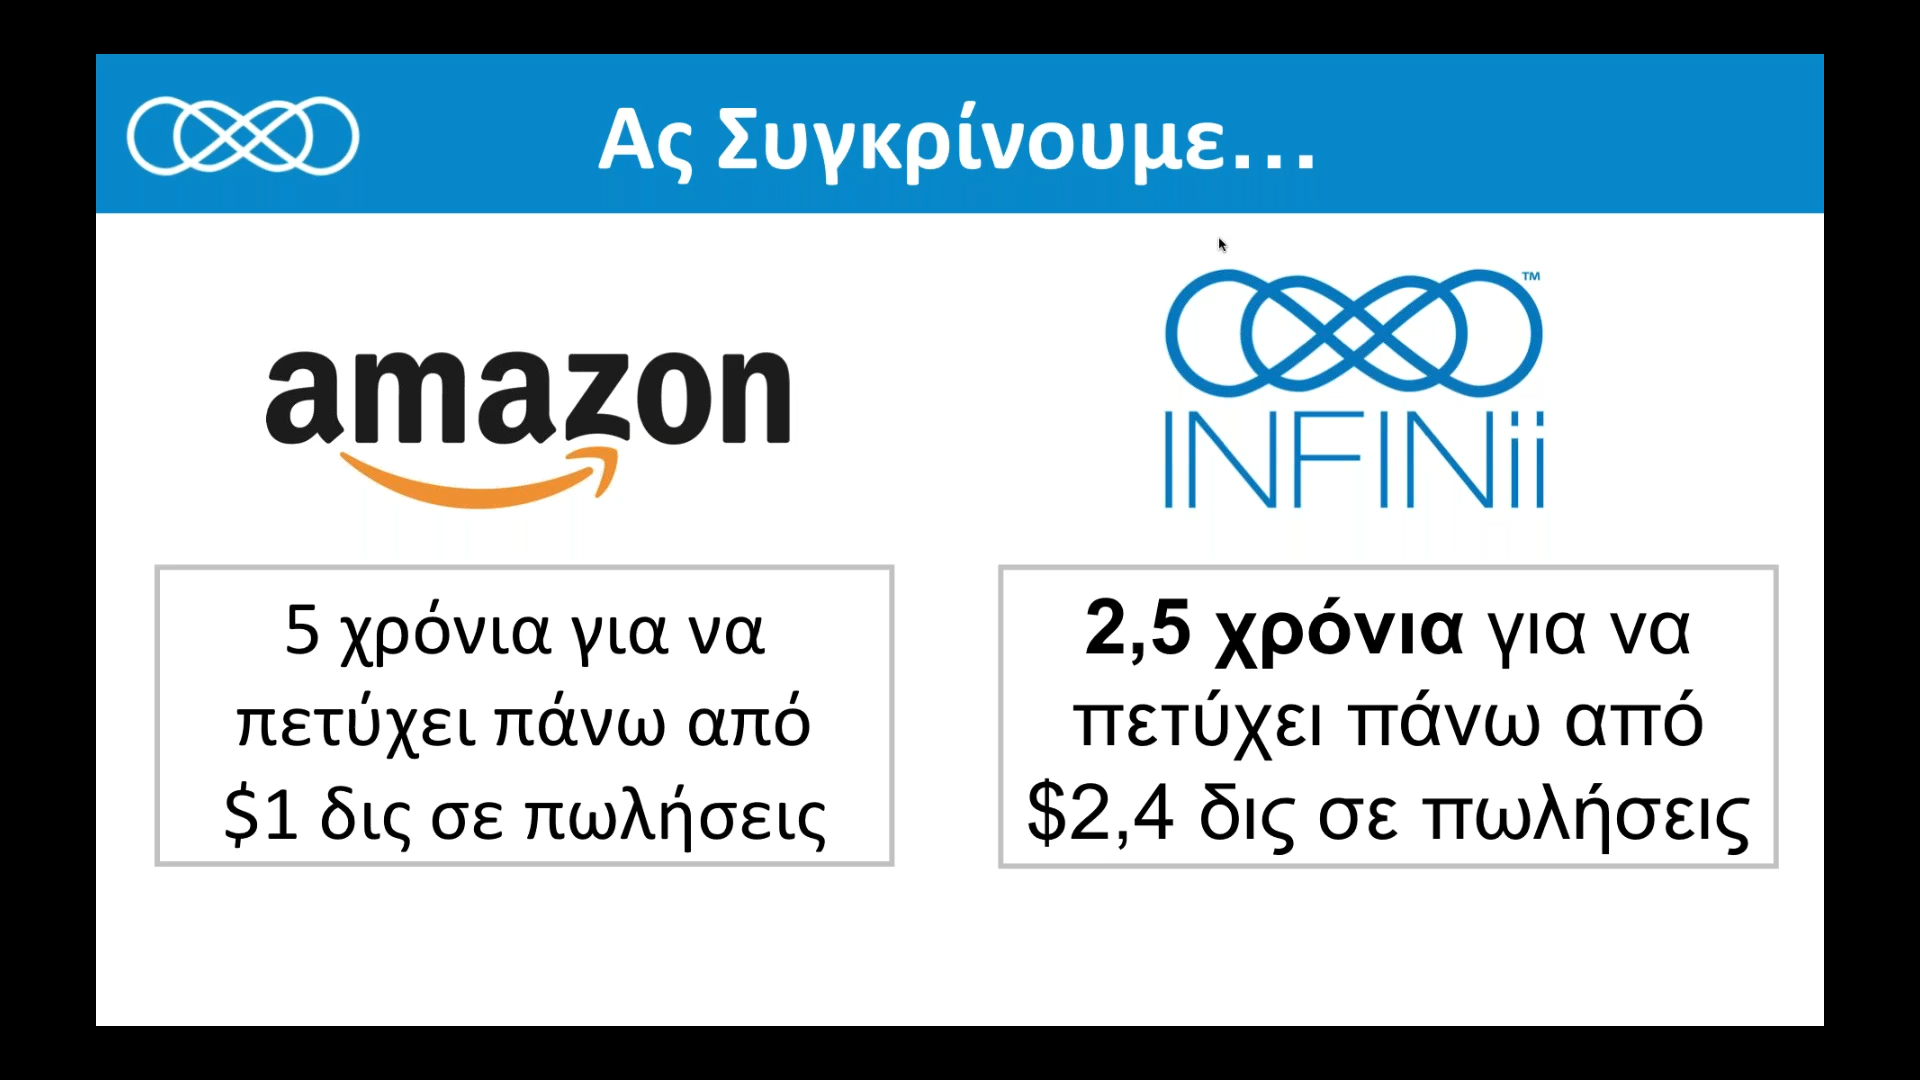 Ας Συγκρίνουμε...
amazon
INFINii™
5 χρόνια για να
πετύχει πάνω από
$1 δις σε πωλήσεις
2,5 χρόνια για να
πετύχει πάνω από
$2,4 δις σε πωλήσεις